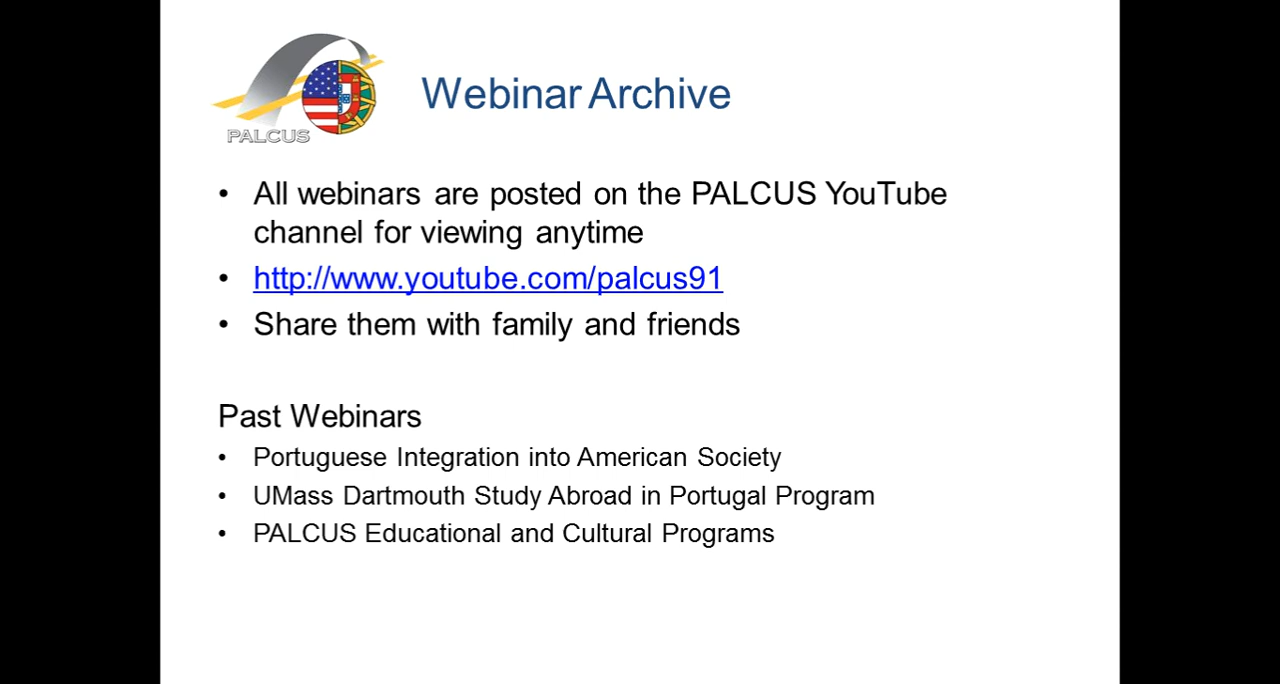 PALCUS
Webinar Archive
• All webinars are posted on the PALCUS YouTube
channel for viewing anytime
• http://www.youtube.com/palcus91
• Share them with family and friends
Past Webinars
• Portuguese Integration into American Society
• UMass Dartmouth Study Abroad in Portugal Program
• PALCUS Educational and Cultural Programs